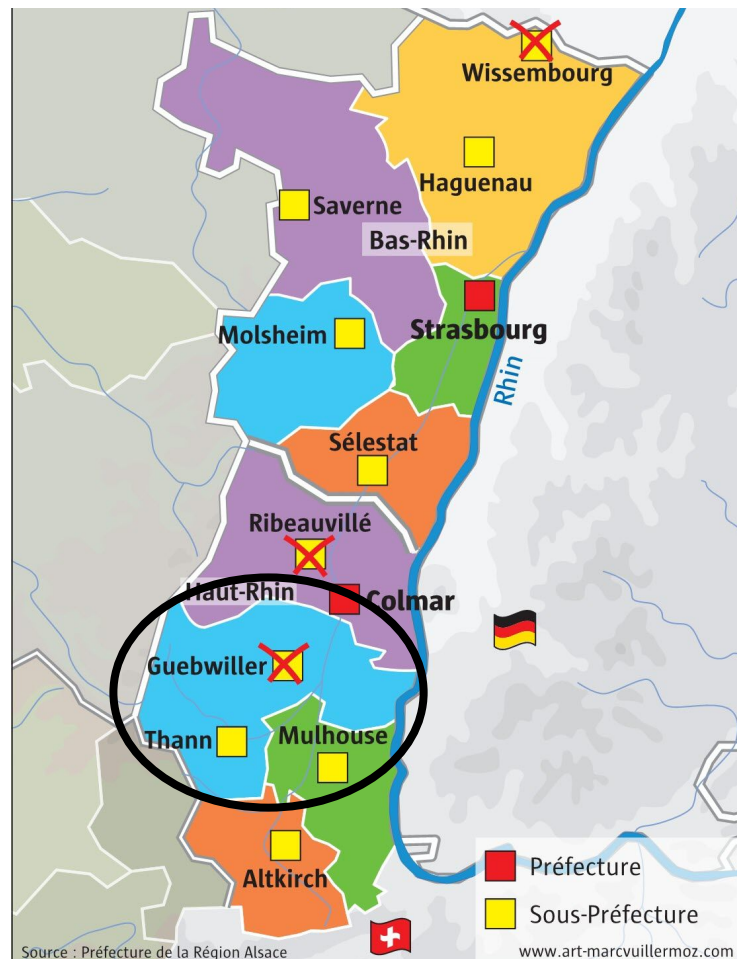 Wissembourg
Haguenau
Saverne
Bas-Rhin
Molsheim
Strasbourg
Rhin
Sélestat
Ribeauvillé
Haut-Rhin
Colmar
Guebwiller
Thann
Mulhouse
Altkirch
Préfecture
Sous-Préfecture
Source : Préfecture de la Région Alsace
www.art-marcvuillermoz.com